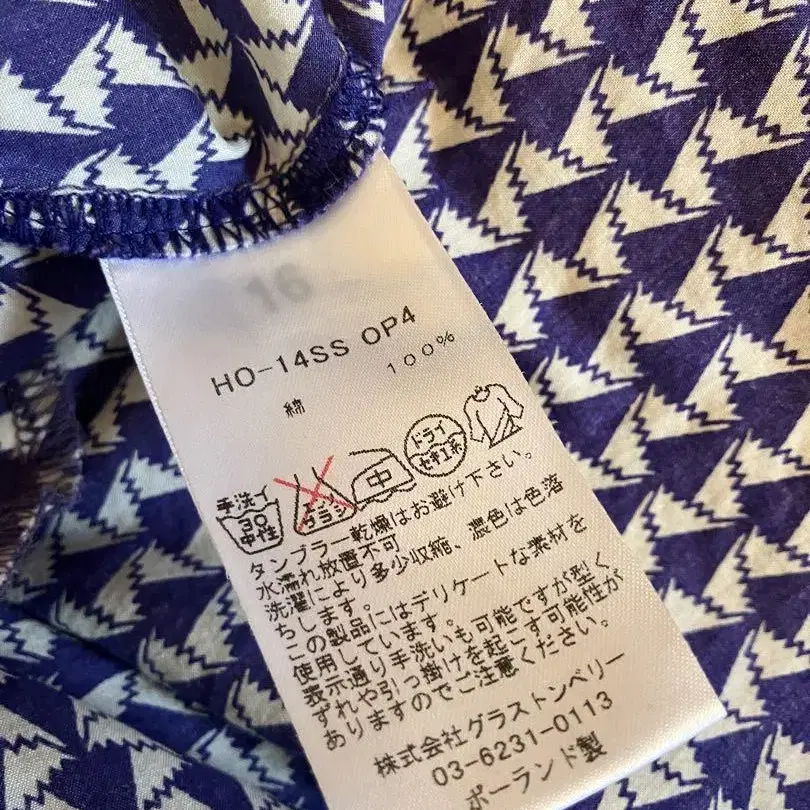 16
HO-14SS OP4
綿 100%
手洗イ
30
中性
エンソ
サラシ
中
ドライ
セキユ系
タンブラー乾燥はお避け下さい。
水濡れ放置不可
洗濯により多少収縮、濃色は色落
ちします。
この製品にはデリケートな素材を
使用しています。
表示通り手洗いも可能ですが型く
ずれや引っ掛けを起こす可能性が
ありますのでご注意ください。
株式会社グラストンベリー
03-6231-0113
ポーランド製